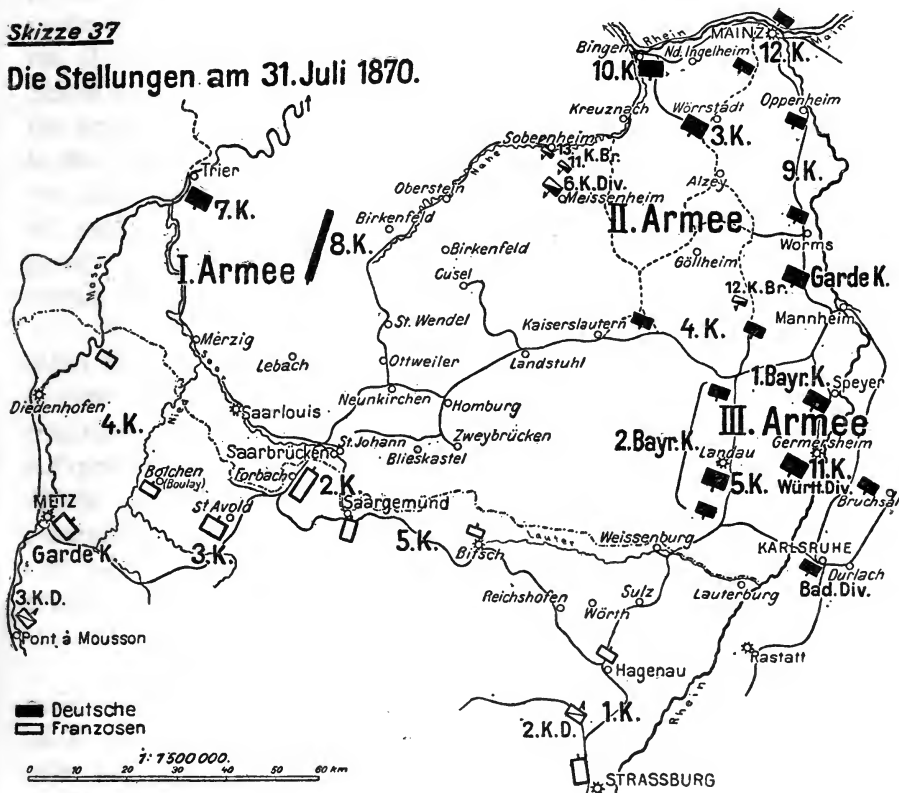 Skizze 37
Die Stellungen am 31. Juli 1870.
Rhein
MAINZ
Main
Bingen
Nd. Ingelheim
12. K.
10. K
Kreuznach
Wörrstadt
Oppenheim
3. K.
Sobernheim
13.
11. K. Br.
6. K. Div.
Meissenheim
Nahe
Alzey
9. K.
Trier
7. K.
Oberstein
Birkenfeld
8. K.
I. Armee
II. Armee
Birkenfeld
Worms
Göllheim
Garde K.
Cusel
12. K. Br.
Mannheim
Mosel
St. Wendel
Kaiserslautern
4. K.
Merzig
Lebach
Ottweiler
Landstuhl
1. Bayr. K.
Speyer
Diedenhofen
Saarlouis
Neunkirchen
Homburg
III. Armee
4. K.
Nied
2. Bayr. K.
Germersheim
Saarbrücken
St. Johann
Zweybrücken
Landau
Blieskastel
11. K.
Württ. Div.
5. K.
Bolchen
(Boulay)
Forbach
2. K.
Bruchsal
METZ
St Avold
Saargemünd
Garde K.
3. K.
5. K.
Bitsch
Lauter
Weissenburg
KARLSRUHE
Durlach
Bad. Div.
3. K. D.
Reichshofen
Wörth
Sulz
Lauterburg
Pont à Mousson
Hagenau
Rastatt
Rhein
Deutsche
Franzosen
2. K. D.
1. K.
1: 1'500 000.
0 10 20 30 40 50 60 km
STRASSBURG